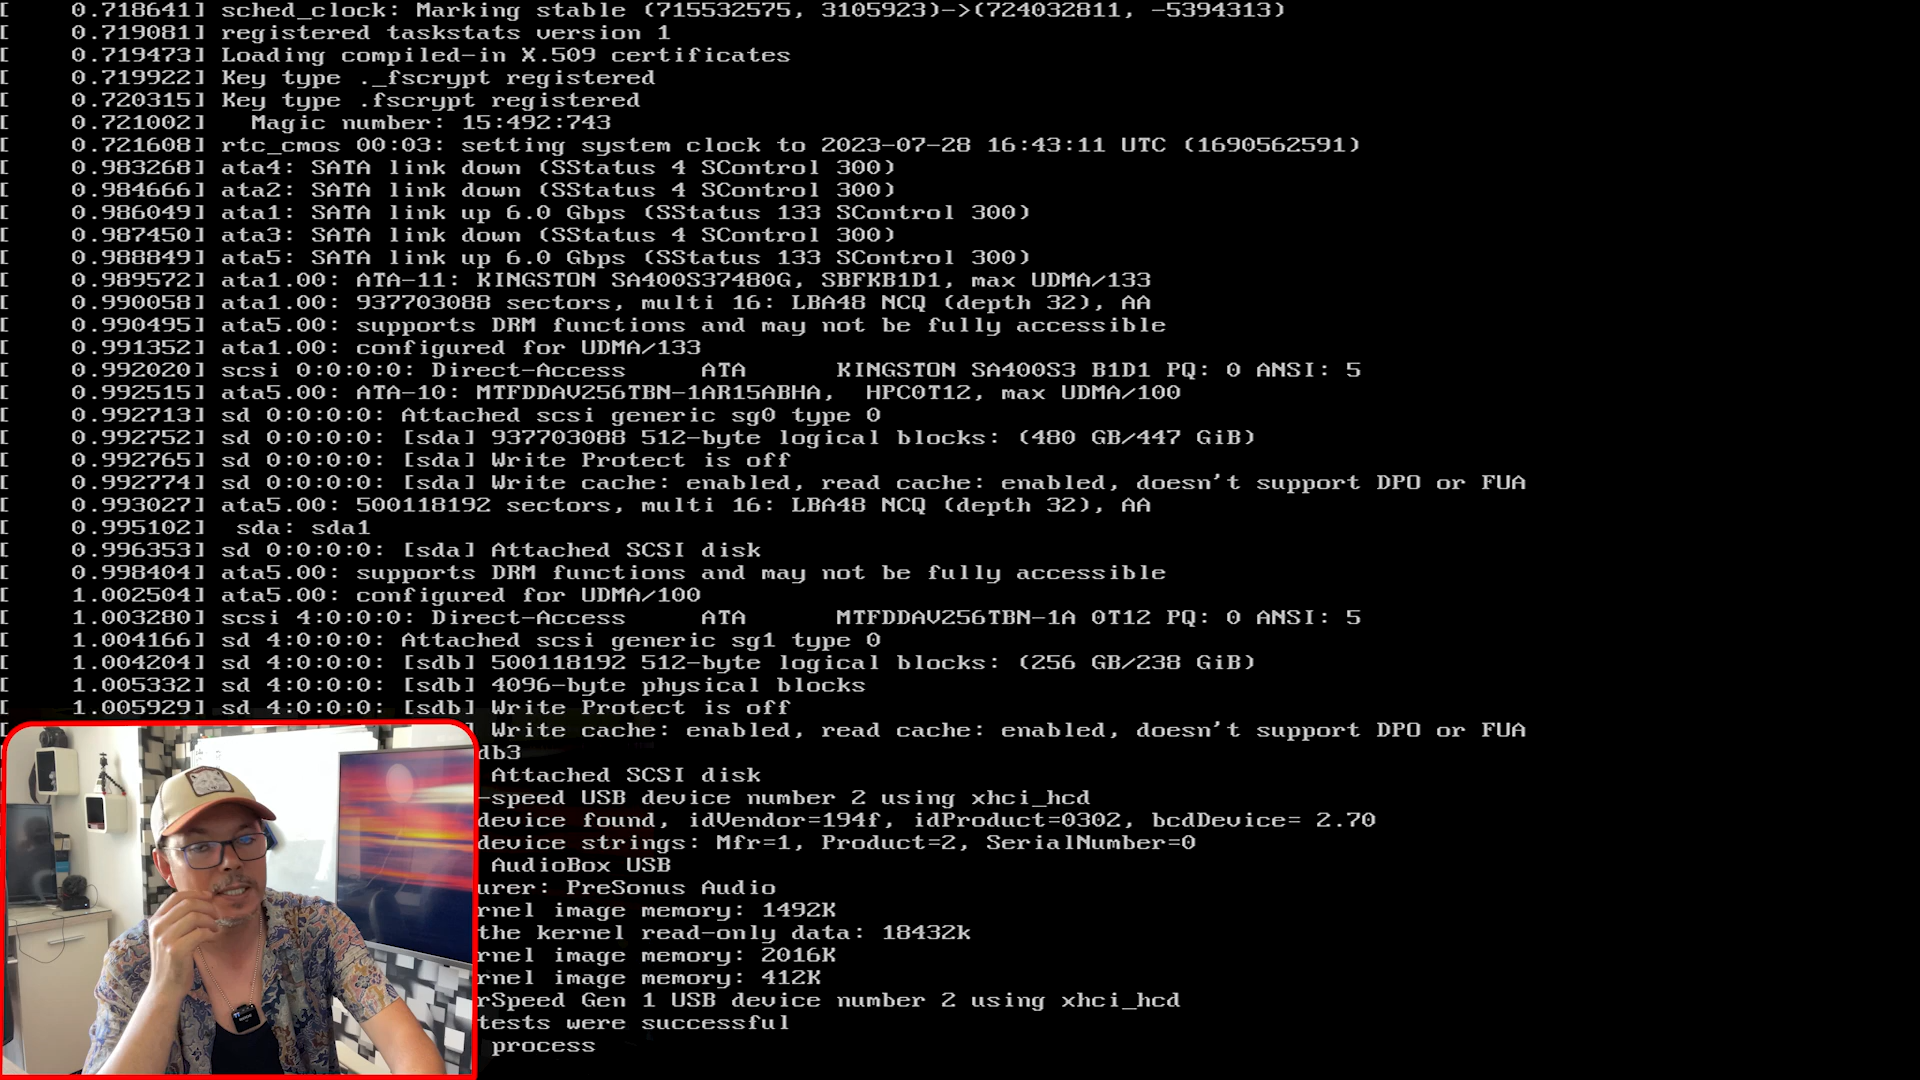 [    0.718641] sched_clock: Marking stable (715532575, 3105923)->(724032811, -5394313)
[    0.719081] registered taskstats version 1
[    0.719473] Loading compiled-in X.509 certificates
[    0.719922] Key type ._fscrypt registered
[    0.720315] Key type .fscrypt registered
[    0.721002]   Magic number: 15:492:743
[    0.721608] rtc_cmos 00:03: setting system clock to 2023-07-28 16:43:11 UTC (1690562591)
[    0.983268] ata4: SATA link down (SStatus 4 SControl 300)
[    0.984666] ata2: SATA link down (SStatus 4 SControl 300)
[    0.986049] ata1: SATA link up 6.0 Gbps (SStatus 133 SControl 300)
[    0.987450] ata3: SATA link down (SStatus 4 SControl 300)
[    0.988849] ata5: SATA link up 6.0 Gbps (SStatus 133 SControl 300)
[    0.989572] ata1.00: ATA-11: KINGSTON SA400S37480G, SBFKB1D1, max UDMA/133
[    0.990058] ata1.00: 937703088 sectors, multi 16: LBA48 NCQ (depth 32), AA
[    0.990495] ata5.00: supports DRM functions and may not be fully accessible
[    0.991352] ata1.00: configured for UDMA/133
[    0.992020] scsi 0:0:0:0: Direct-Access     ATA      KINGSTON SA400S3 B1D1 PQ: 0 ANSI: 5
[    0.992515] ata5.00: ATA-10: MTFDDAV256TBN-1AR15ABHA,  HPC0T12, max UDMA/100
[    0.992713] sd 0:0:0:0: Attached scsi generic sg0 type 0
[    0.992752] sd 0:0:0:0: [sda] 937703088 512-byte logical blocks: (480 GB/447 GiB)
[    0.992765] sd 0:0:0:0: [sda] Write Protect is off
[    0.992774] sd 0:0:0:0: [sda] Write cache: enabled, read cache: enabled, doesn't support DPO or FUA
[    0.993027] ata5.00: 500118192 sectors, multi 16: LBA48 NCQ (depth 32), AA
[    0.995102]  sda: sda1
[    0.996353] sd 0:0:0:0: [sda] Attached SCSI disk
[    0.998404] ata5.00: supports DRM functions and may not be fully accessible
[    1.002504] ata5.00: configured for UDMA/100
[    1.003280] scsi 4:0:0:0: Direct-Access     ATA      MTFDDAV256TBN-1A 0T12 PQ: 0 ANSI: 5
[    1.004166] sd 4:0:0:0: Attached scsi generic sg1 type 0
[    1.004204] sd 4:0:0:0: [sdb] 500118192 512-byte logical blocks: (256 GB/238 GiB)
[    1.005332] sd 4:0:0:0: [sdb] 4096-byte physical blocks
[    1.005929] sd 4:0:0:0: [sdb] Write Protect is off
[ Write cache: enabled, read cache: enabled, doesn't support DPO or FUA
db3
Attached SCSI disk
-speed USB device number 2 using xhci_hcd
device found, idVendor=194f, idProduct=0302, bcdDevice= 2.70
device strings: Mfr=1, Product=2, SerialNumber=0
AudioBox USB
urer: PreSonus Audio
rnel image memory: 1492K
the kernel read-only data: 18432k
rnel image memory: 2016K
rnel image memory: 412K
rSpeed Gen 1 USB device number 2 using xhci_hcd
tests were successful
process